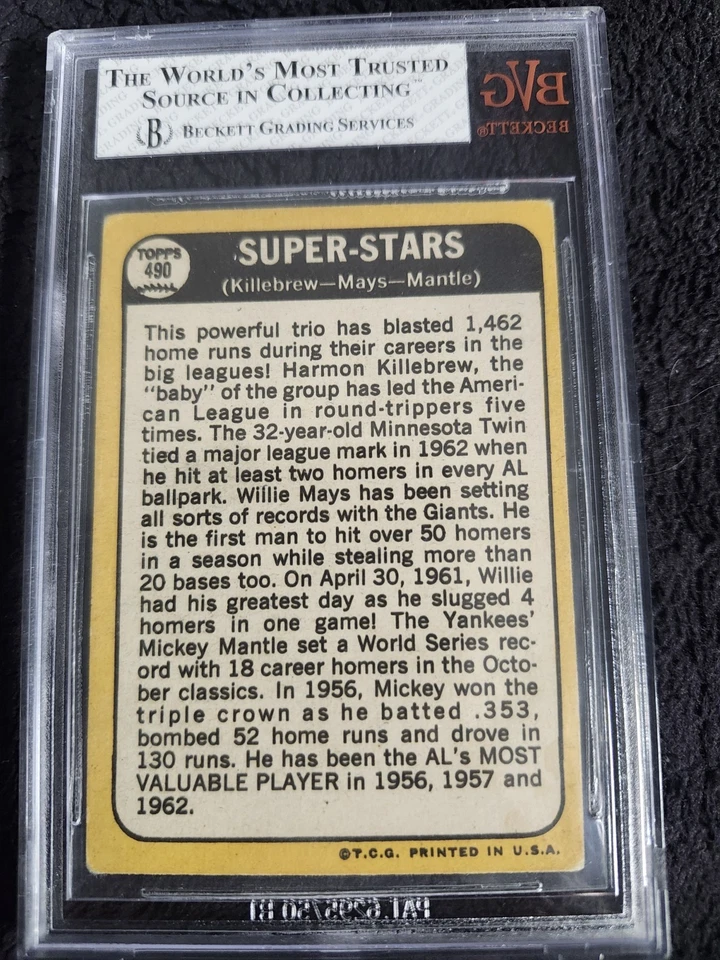 THE WORLD'S MOST TRUSTED
SOURCE IN COLLECTING™
B BECKETT GRADING SERVICES
BVG
BECKETT®
TOPPS
490
SUPER-STARS
(Killebrew—Mays—Mantle)
This powerful trio has blasted 1,462
home runs during their careers in the
big leagues! Harmon Killebrew, the
“baby” of the group has led the Ameri-
can League in round-trippers five
times. The 32-year-old Minnesota Twin
tied a major league mark in 1962 when
he hit at least two homers in every AL
ballpark. Willie Mays has been setting
all sorts of records with the Giants. He
is the first man to hit over 50 homers
in a season while stealing more than
20 bases too. On April 30, 1961, Willie
had his greatest day as he slugged 4
homers in one game! The Yankees'
Mickey Mantle set a World Series rec-
ord with 18 career homers in the Octo-
ber classics. In 1956, Mickey won the
triple crown as he batted .353,
bombed 52 home runs and drove in
130 runs. He has been the AL's MOST
VALUABLE PLAYER in 1956, 1957 and
1962.
©T.C.G. PRINTED IN U.S.A.